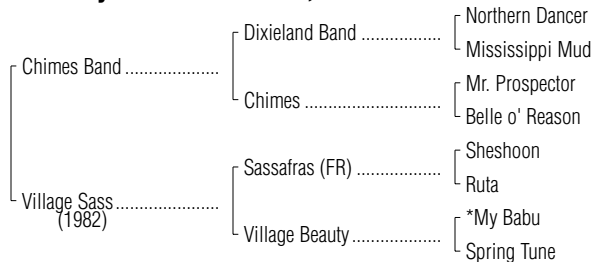 Northern Dancer
Dixieland Band ..................
Mississippi Mud
Chimes Band ....................
Mr. Prospector
Chimes .............................
Belle o' Reason
Sheshoon
Sassafras (FR) ..................
Ruta
Village Sass......................
(1982)
*My Babu
Village Beauty...................
Spring Tune